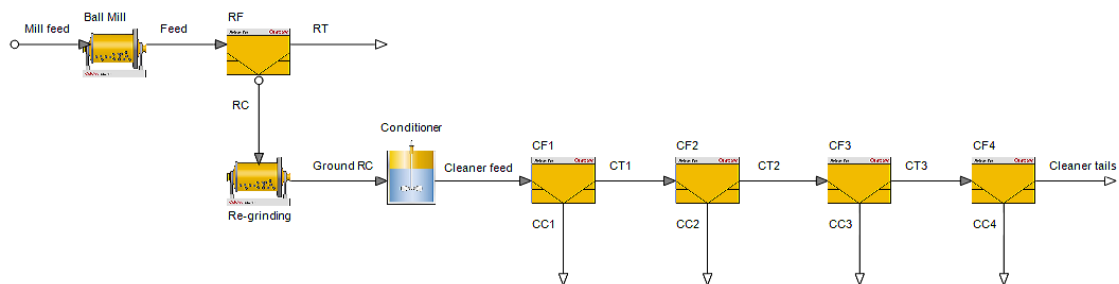 Ball Mill
RF
Mill feed
Feed
RT
RC
Conditioner
CF1
CF2
CF3
CF4
Ground RC
Cleaner feed
CT1
CT2
CT3
Cleaner tails
Re-grinding
CC1
CC2
CC3
CC4